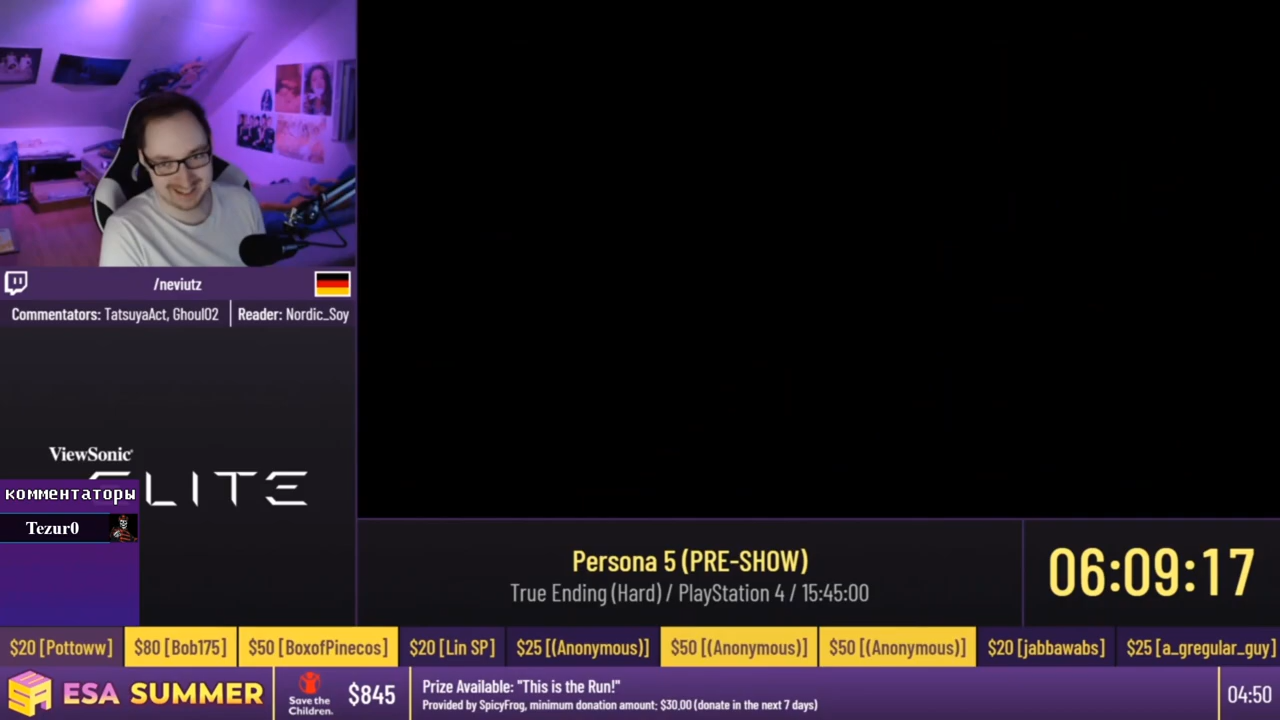 /neviutz
Commentators: TatsuyaAct, Ghoul02
Reader: Nordic_Soy
ViewSonic
ELITE
комментаторы
Tezur0
Persona 5 (PRE-SHOW)
True Ending (Hard) / PlayStation 4 / 15:45:00
06:09:17
$20 [Pottoww] $80 [Bob175] $50 [BoxofPinecos] $20 [Lin SP] $25 [(Anonymous)] $50 [(Anonymous)] $50 [(Anonymous)] $20 [jabbawabs] $25 [a_gregular_guy]
ESA SUMMER
Save the
Children.
$845
Prize Available: "This is the Run!"
Provided by SpicyFrog, minimum donation amount: $30,00 (donate in the next 7 days)
04:50